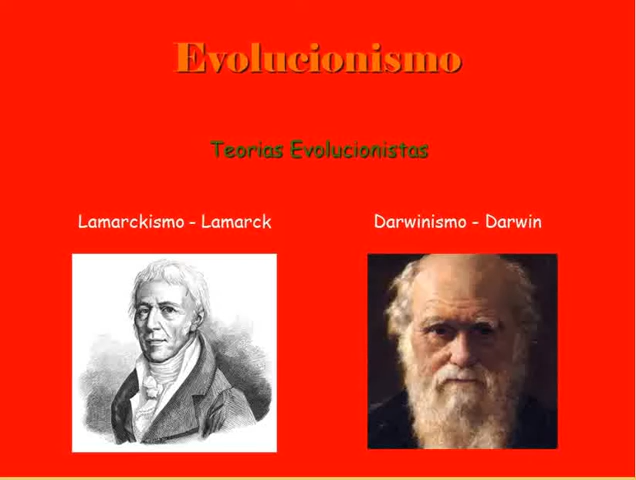 Evolucionismo
Teorias Evolucionistas
Lamarckismo - Lamarck
Darwinismo - Darwin